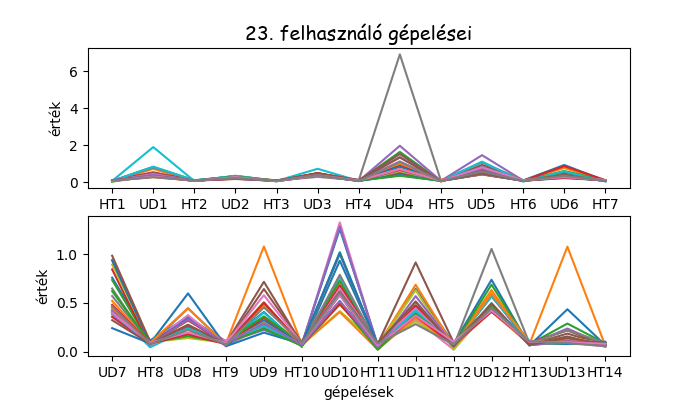 23. felhasználó gépelései
érték
6
4
2
0
HT1 UD1 HT2 UD2 HT3 UD3 HT4 UD4 HT5 UD5 HT6 UD6 HT7
érték
1.0
0.5
0.0
UD7 HT8 UD8 HT9 UD9 HT10 UD10 HT11 UD11 HT12 UD12 HT13 UD13 HT14
gépelések